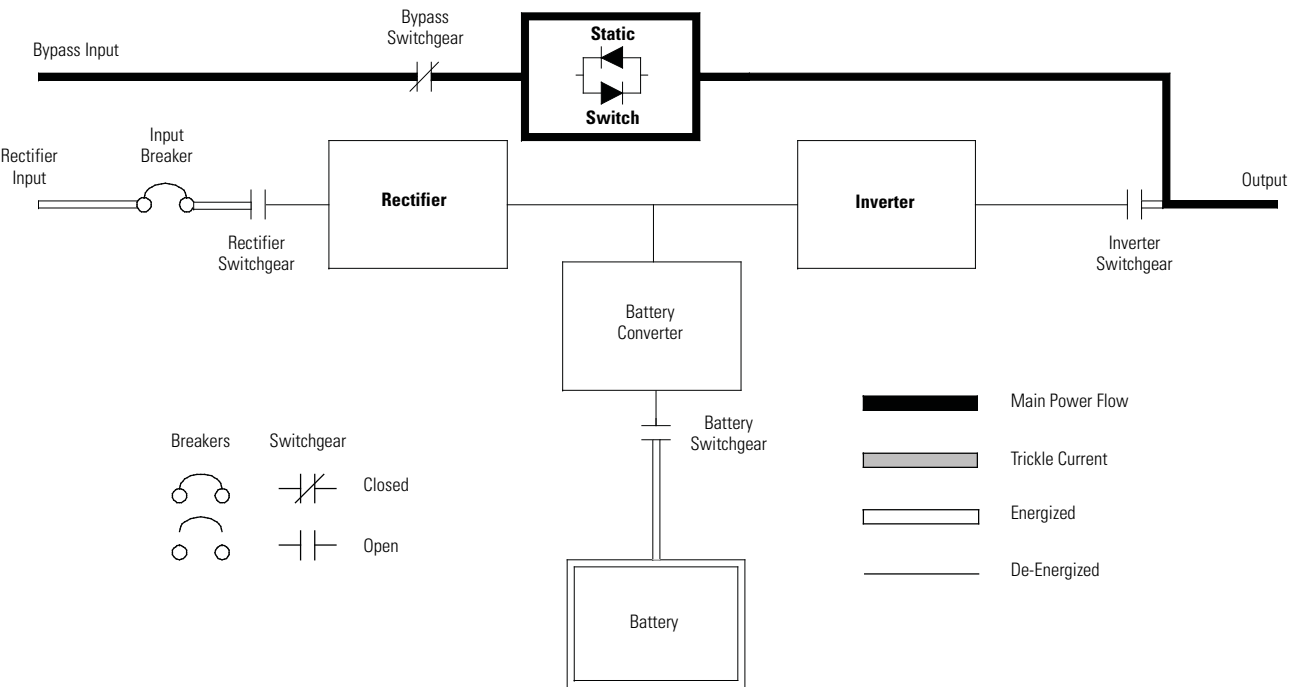 Bypass
Switchgear
Bypass Input
Static
Switch
Input
Breaker
Rectifier
Input
Rectifier
Switchgear
Rectifier
Inverter
Output
Inverter
Switchgear
Battery
Converter
Battery
Switchgear
Battery
Breakers
Switchgear
Closed
Open
Main Power Flow
Trickle Current
Energized
De-Energized